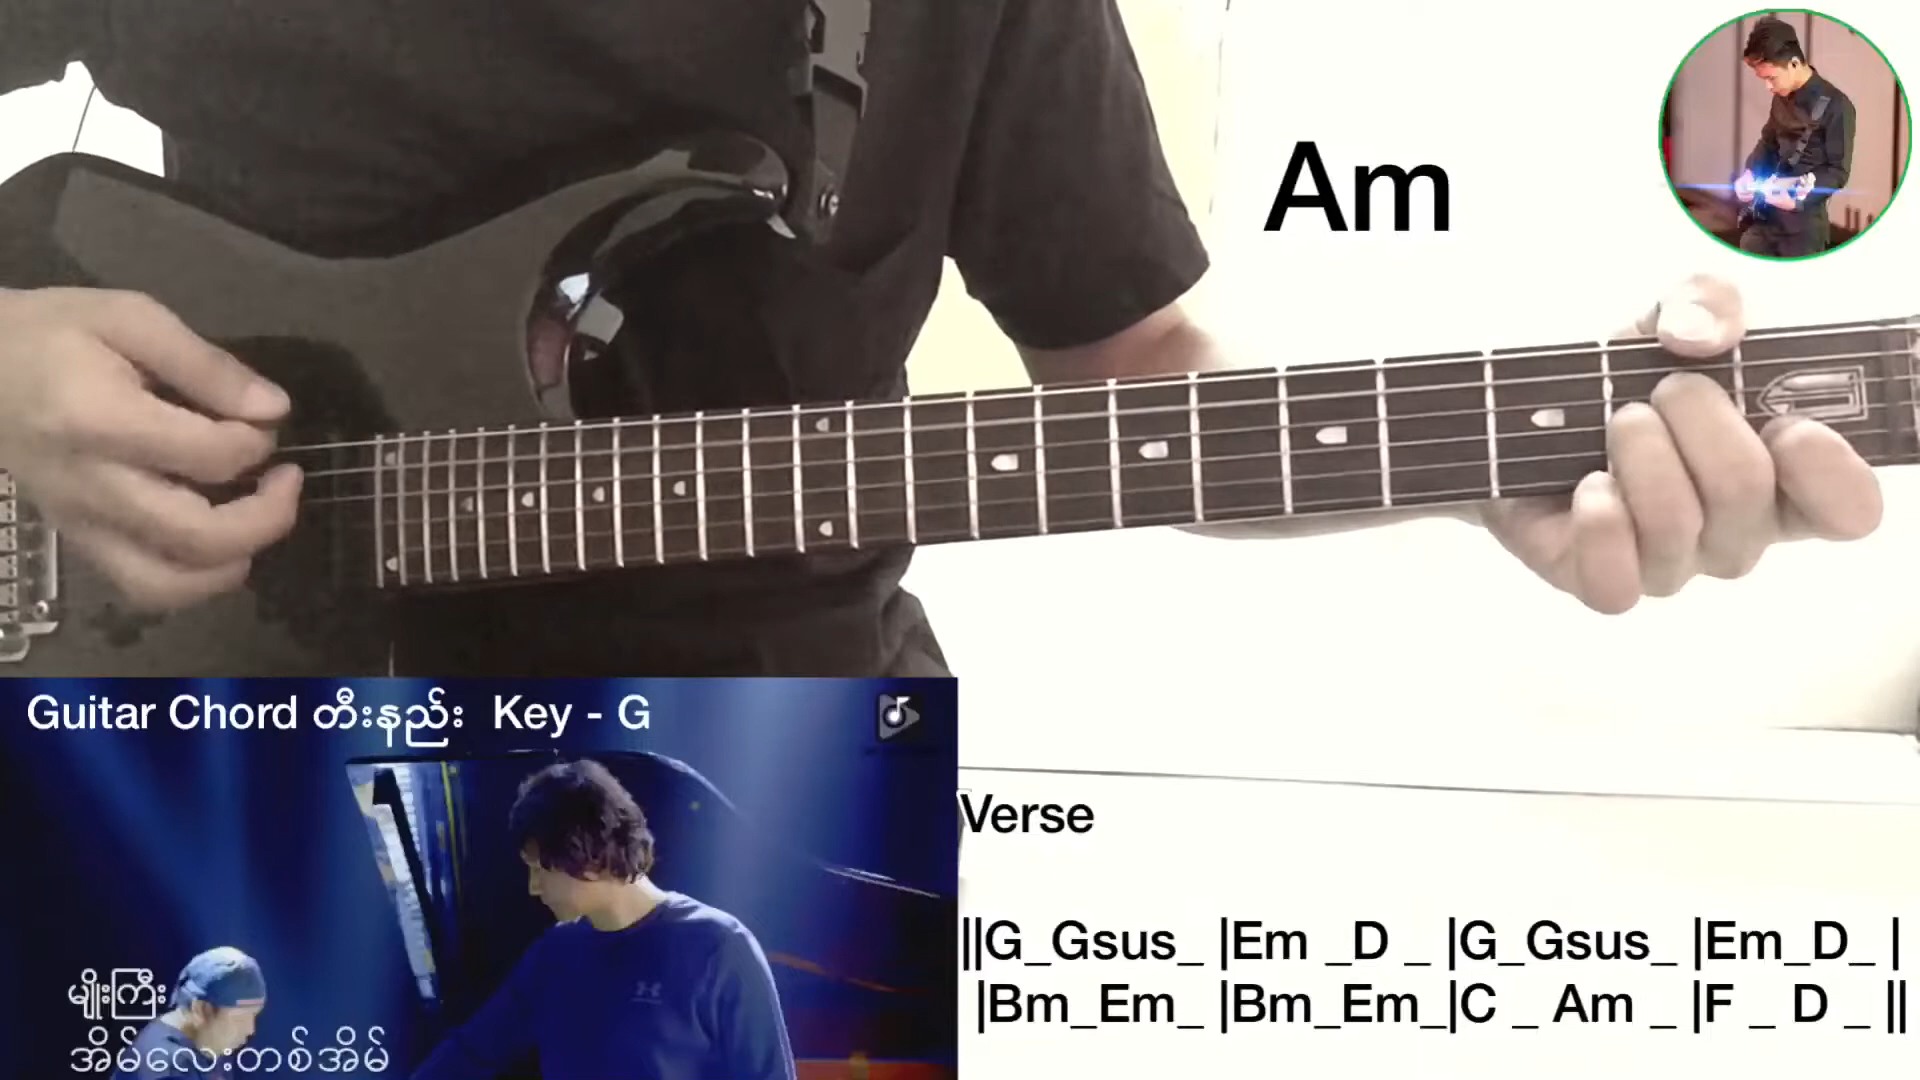 Am
Guitar Chord တီးနည်း Key - G
မျိုးကြီး
အိမ်လေးတစ်အိမ်
Verse
||G_Gsus_ |Em _D _ |G_Gsus_ |Em_D_ |
|Bm_Em_ |Bm_Em_|C _ Am _ |F _ D _ ||